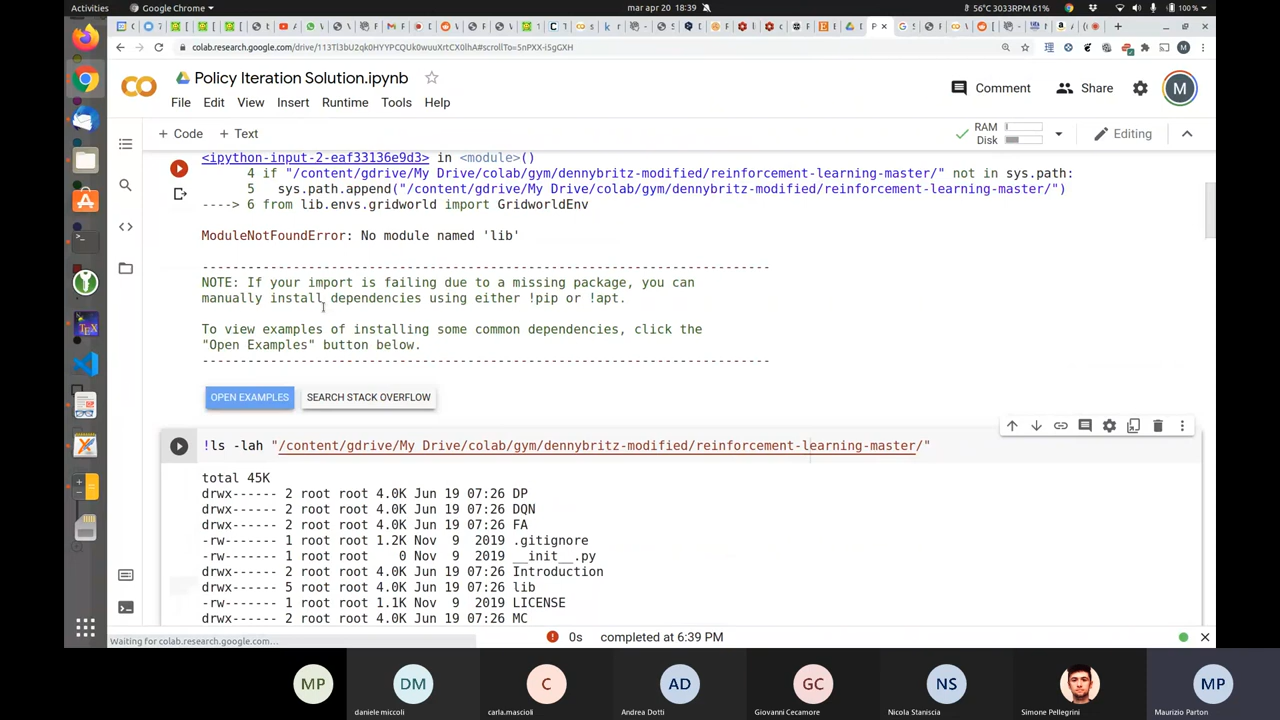 Activities
Google Chrome
mar apr 20 18:39
56°C 3033RPM 61%
100%
colab.research.google.com/drive/113Tl3bU2qk0HYYPCQUk0wuuXrtCX0lhA#scrollTo=5nPXX-i5gGXH
Policy Iteration Solution.ipynb
Comment
Share
M
File Edit View Insert Runtime Tools Help
+ Code + Text
RAM
Disk
Editing
<ipython-input-2-eaf33136e9d3> in <module>()
4 if "/content/gdrive/My Drive/colab/gym/dennybritz-modified/reinforcement-learning-master/" not in sys.path:
5 sys.path.append("/content/gdrive/My Drive/colab/gym/dennybritz-modified/reinforcement-learning-master/")
----> 6 from lib.envs.gridworld import GridworldEnv
ModuleNotFoundError: No module named 'lib'
---------------------------------------------------------------------------
NOTE: If your import is failing due to a missing package, you can
manually install dependencies using either !pip or !apt.
To view examples of installing some common dependencies, click the
"Open Examples" button below.
---------------------------------------------------------------------------
OPEN EXAMPLES
SEARCH STACK OVERFLOW
!ls -lah "/content/gdrive/My Drive/colab/gym/dennybritz-modified/reinforcement-learning-master/"
total 45K
drwx------ 2 root root 4.0K Jun 19 07:26 DP
drwx------ 2 root root 4.0K Jun 19 07:26 DQN
drwx------ 2 root root 4.0K Jun 19 07:26 FA
-rw------- 1 root root 1.2K Nov 9 2019 .gitignore
-rw------- 1 root root 0 Nov 9 2019 __init__.py
drwx------ 2 root root 4.0K Jun 19 07:26 Introduction
drwx------ 5 root root 4.0K Jun 19 07:26 lib
-rw------- 1 root root 1.1K Nov 9 2019 LICENSE
drwx------ 2 root root 4.0K Jun 19 07:26 MC
Waiting for colab.research.google.com...
0s completed at 6:39 PM
MP DM C AD GC NS MP
daniele miccoli carla.mascioli Andrea Dotti Giovanni Cecamore Nicola Staniscia Simone Pellegrini Maurizio Parton